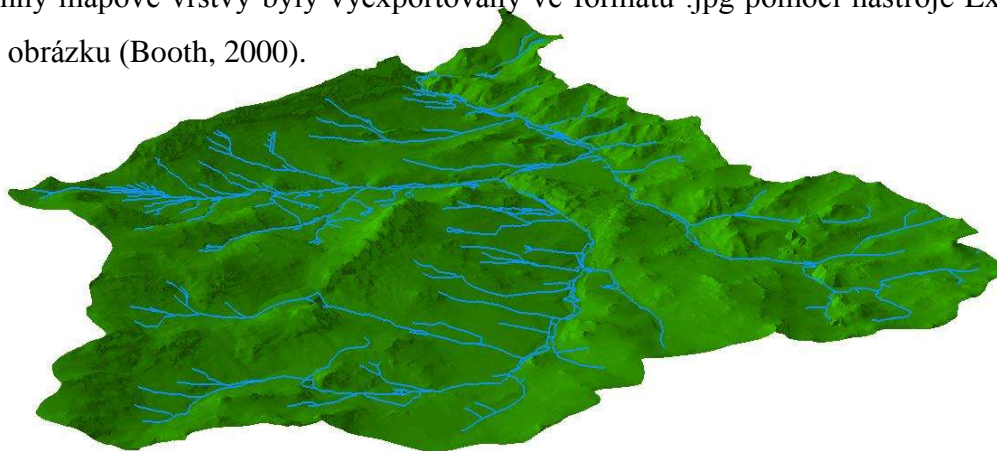 mapové vrstvy byly vyexportovány ve formátu .jpg pomocí nástroje
obrázku (Booth, 2000).